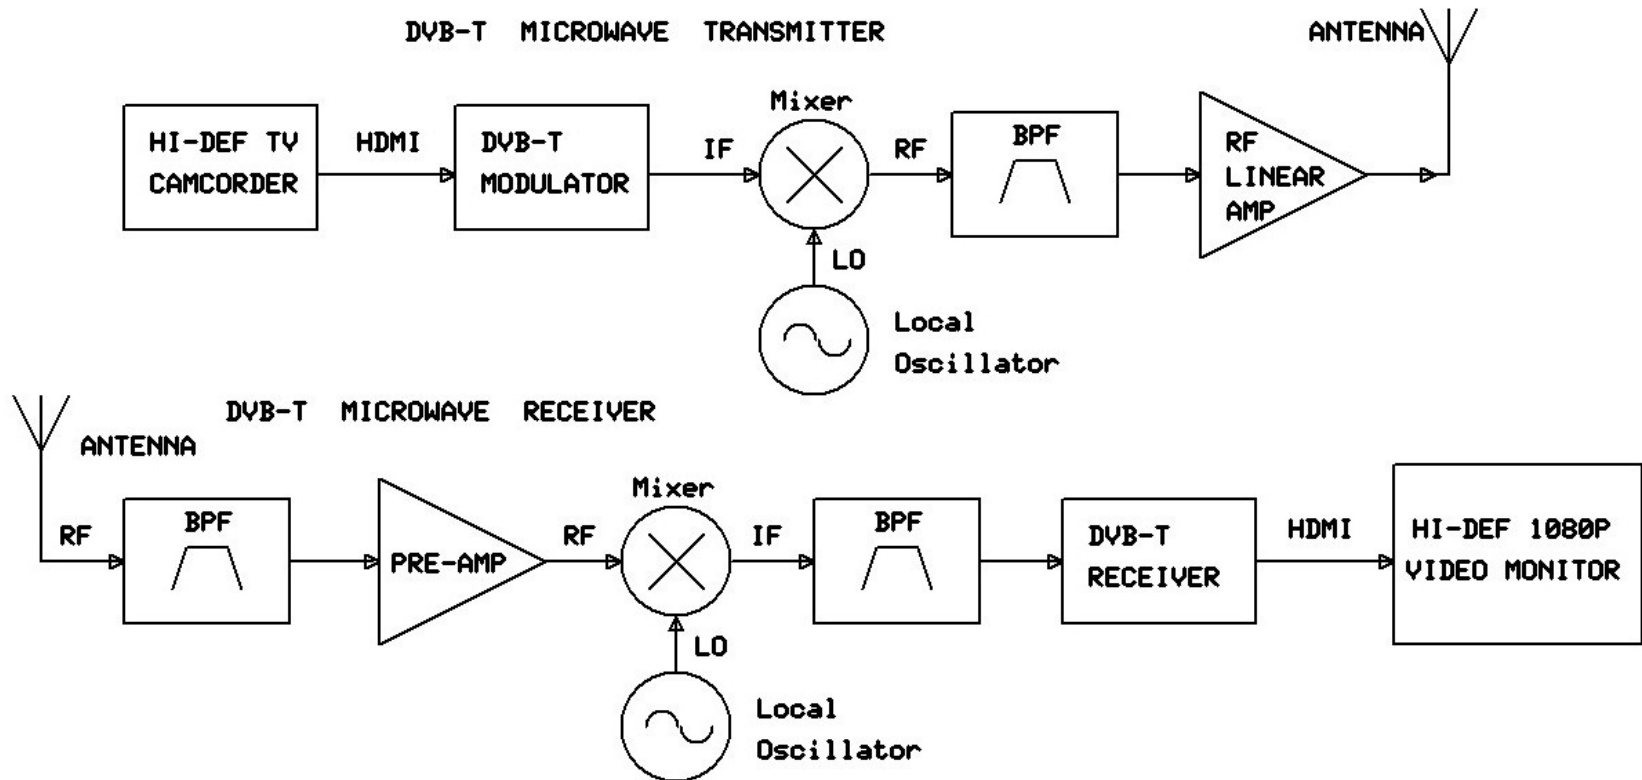 DVB-T MICROWAVE TRANSMITTER
ANTENNA
HI-DEF TV
CAMCORDER
HDMI
DVB-T
MODULATOR
IF
Mixer
RF
BPF
RF
LINEAR
AMP
LO
Local
Oscillator
DVB-T MICROWAVE RECEIVER
ANTENNA
RF
BPF
PRE-AMP
RF
Mixer
IF
BPF
DVB-T
RECEIVER
HDMI
HI-DEF 1080P
VIDEO MONITOR
LO
Local
Oscillator